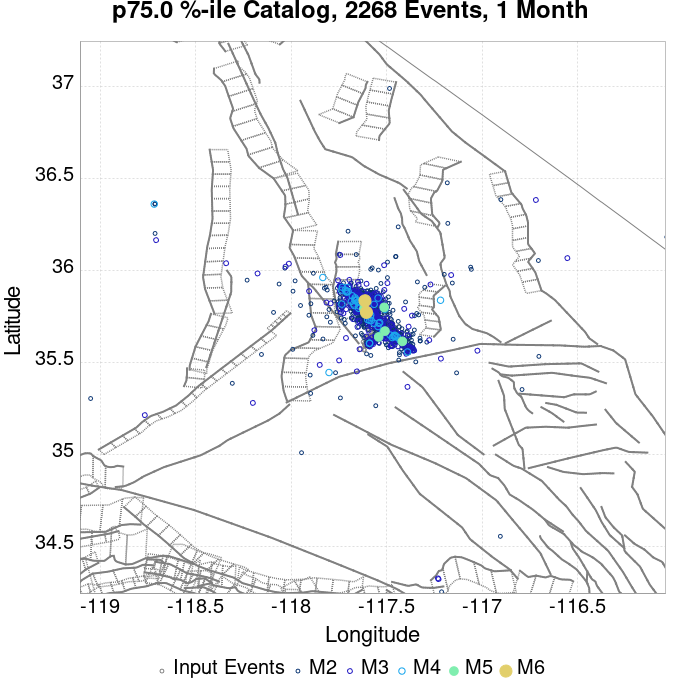 p75.0 %-ile Catalog, 2268 Events, 1 Month
37
36.5
36
35.5
35
34.5
Latitude
-119 -118.5 -118 -117.5 -117 -116.5
Longitude
Input Events M2 M3 M4 M5 M6